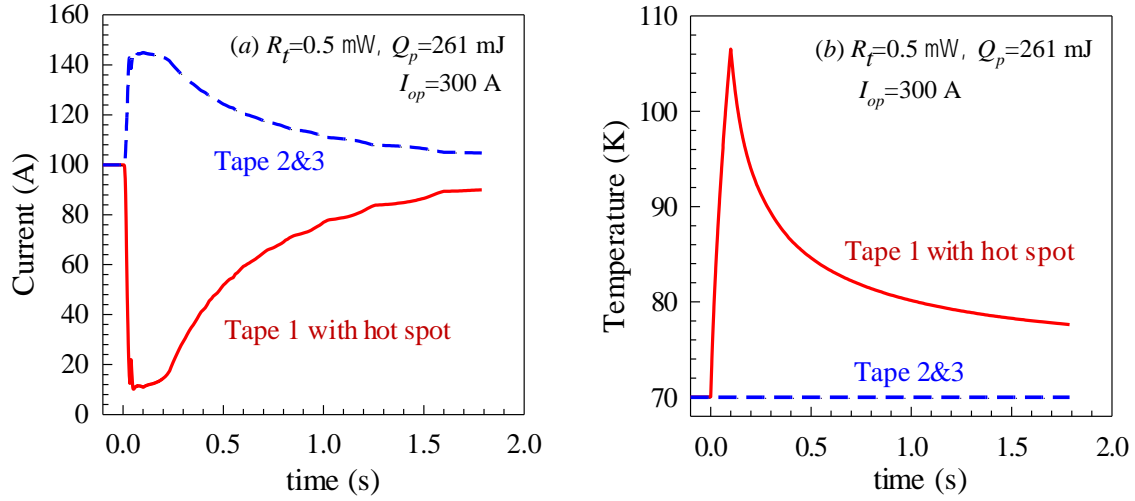 160
140
120
100
80
60
40
20
0
Current (A)
(a) Rt=0.5 mW, Qp=261 mJ
Iop=300 A
Tape 2&3
Tape 1 with hot spot
0.0 0.5 1.0 1.5 2.0
time (s)
110
100
90
80
70
Temperature (K)
(b) Rt=0.5 mW, Qp=261 mJ
Iop=300 A
Tape 1 with hot spot
Tape 2&3
0.0 0.5 1.0 1.5 2.0
time (s)